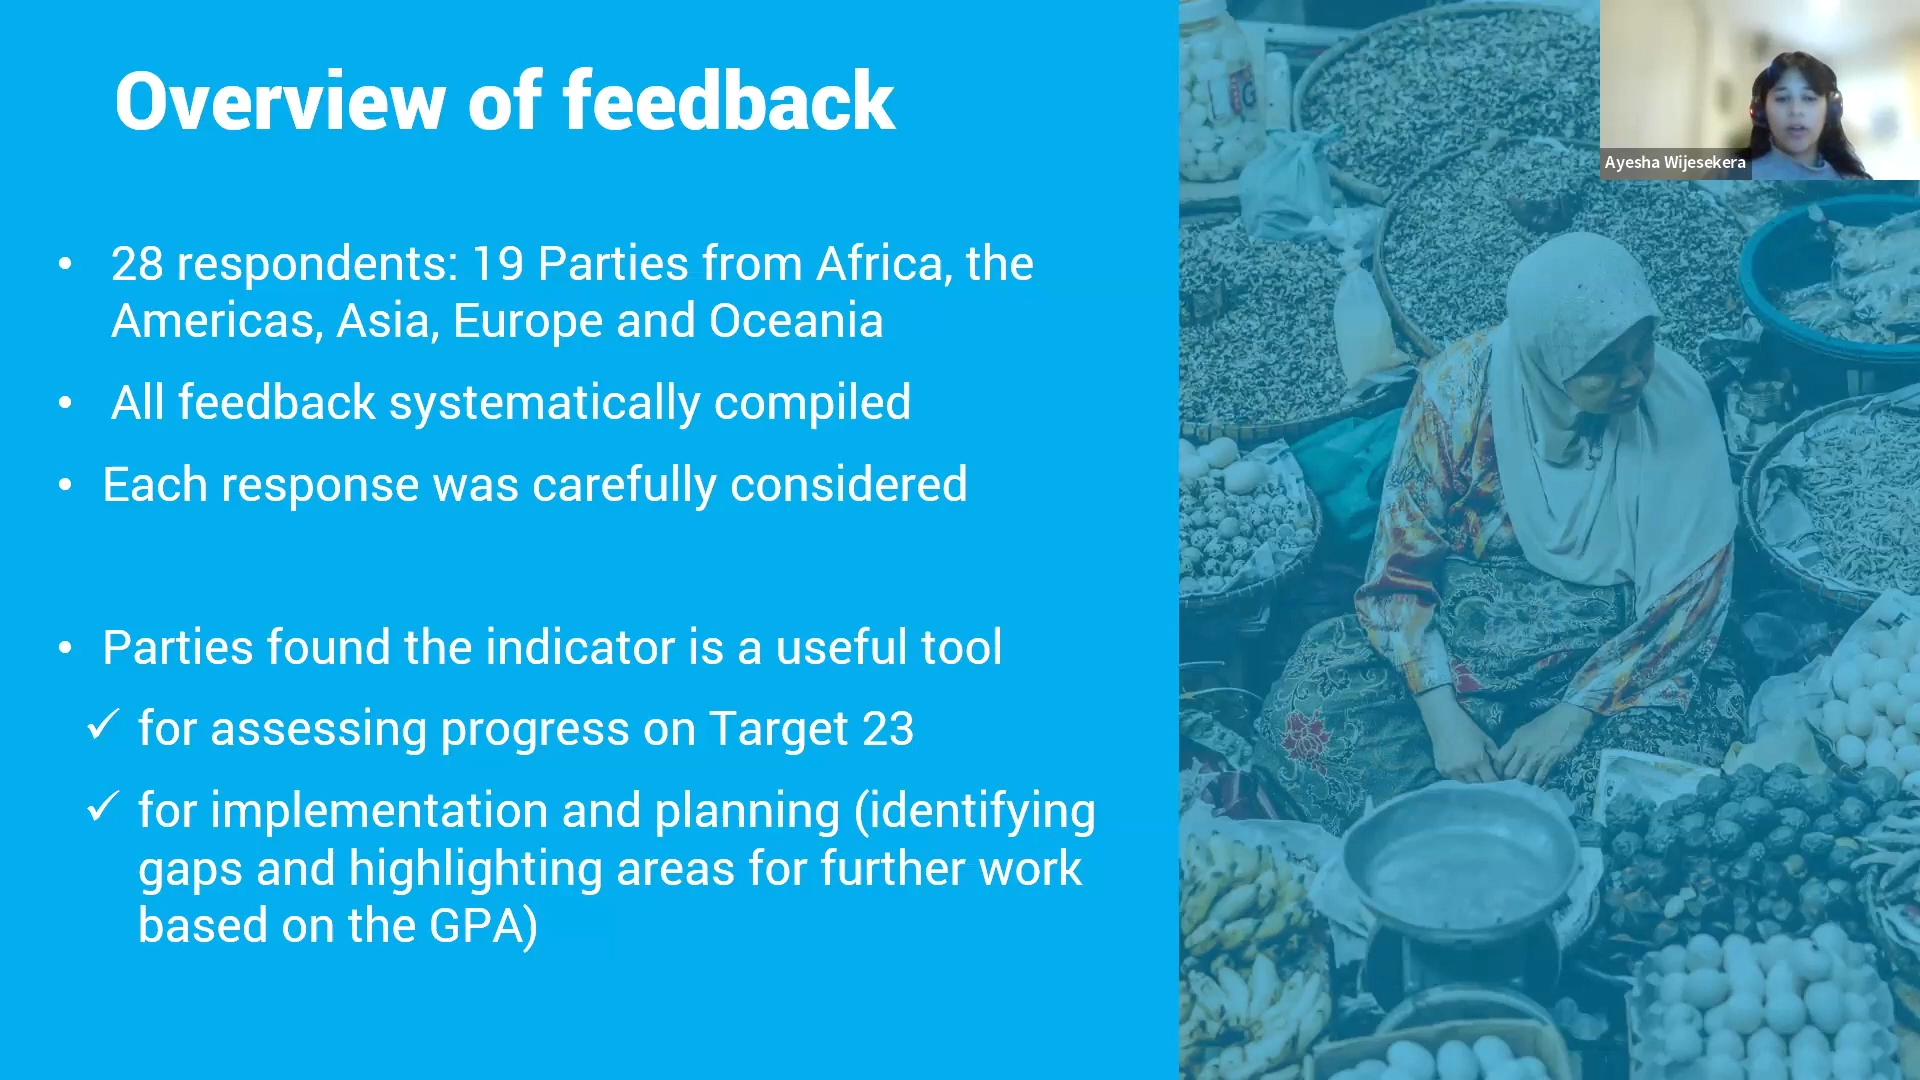 Overview of feedback
Ayesha Wijesekera
• 28 respondents: 19 Parties from Africa, the
Americas, Asia, Europe and Oceania
• All feedback systematically compiled
• Each response was carefully considered
• Parties found the indicator is a useful tool
✓ for assessing progress on Target 23
✓ for implementation and planning (identifying
gaps and highlighting areas for further work
based on the GPA)